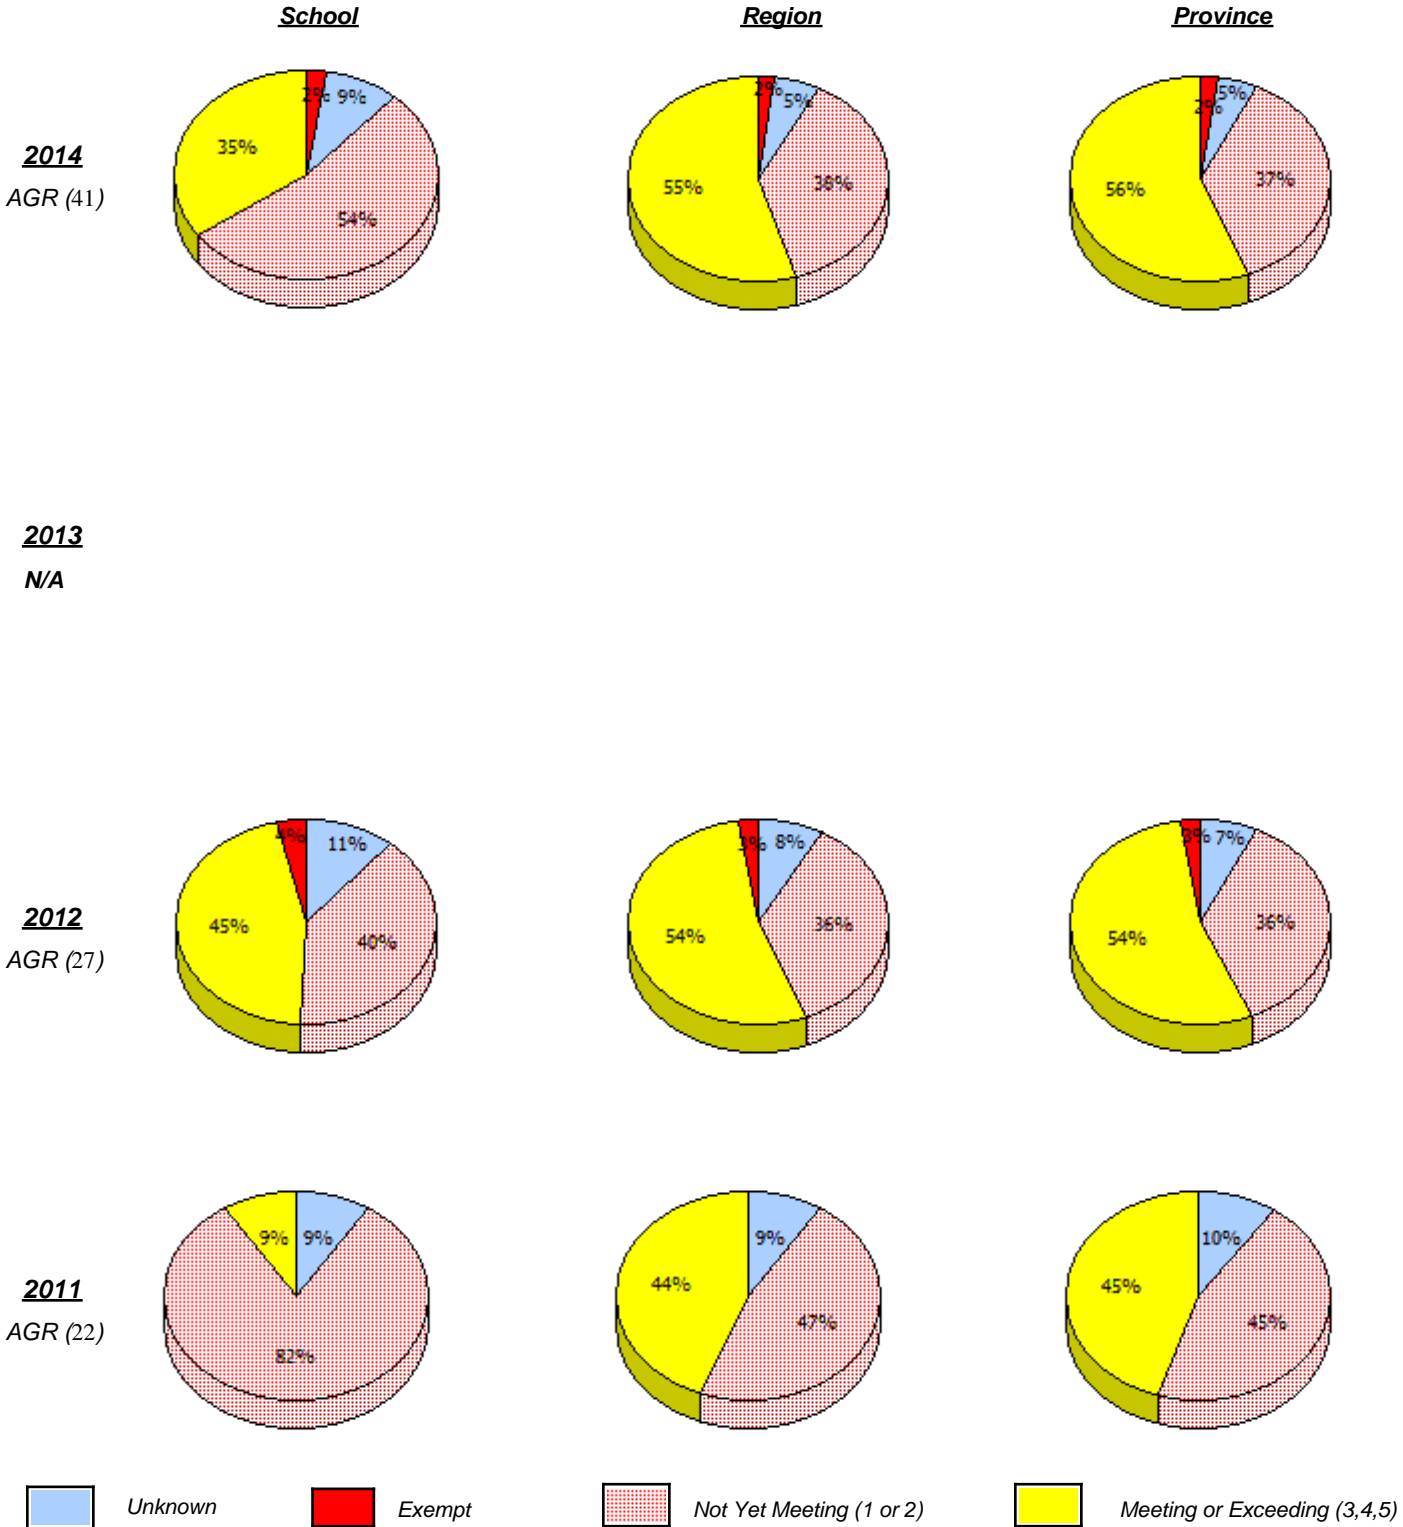 School Region Province
2% 9% 35% 54%
2% 5% 55% 38%
2% 5% 56% 37%
2014
AGR (41)
2013
N/A
4% 11% 45% 40%
3% 8% 54% 36%
3% 7% 54% 36%
2012
AGR (27)
9% 9% 82%
9% 44% 47%
10% 45% 45%
2011
AGR (22)
Unknown Exempt Not Yet Meeting (1 or 2) Meeting or Exceeding (3,4,5)